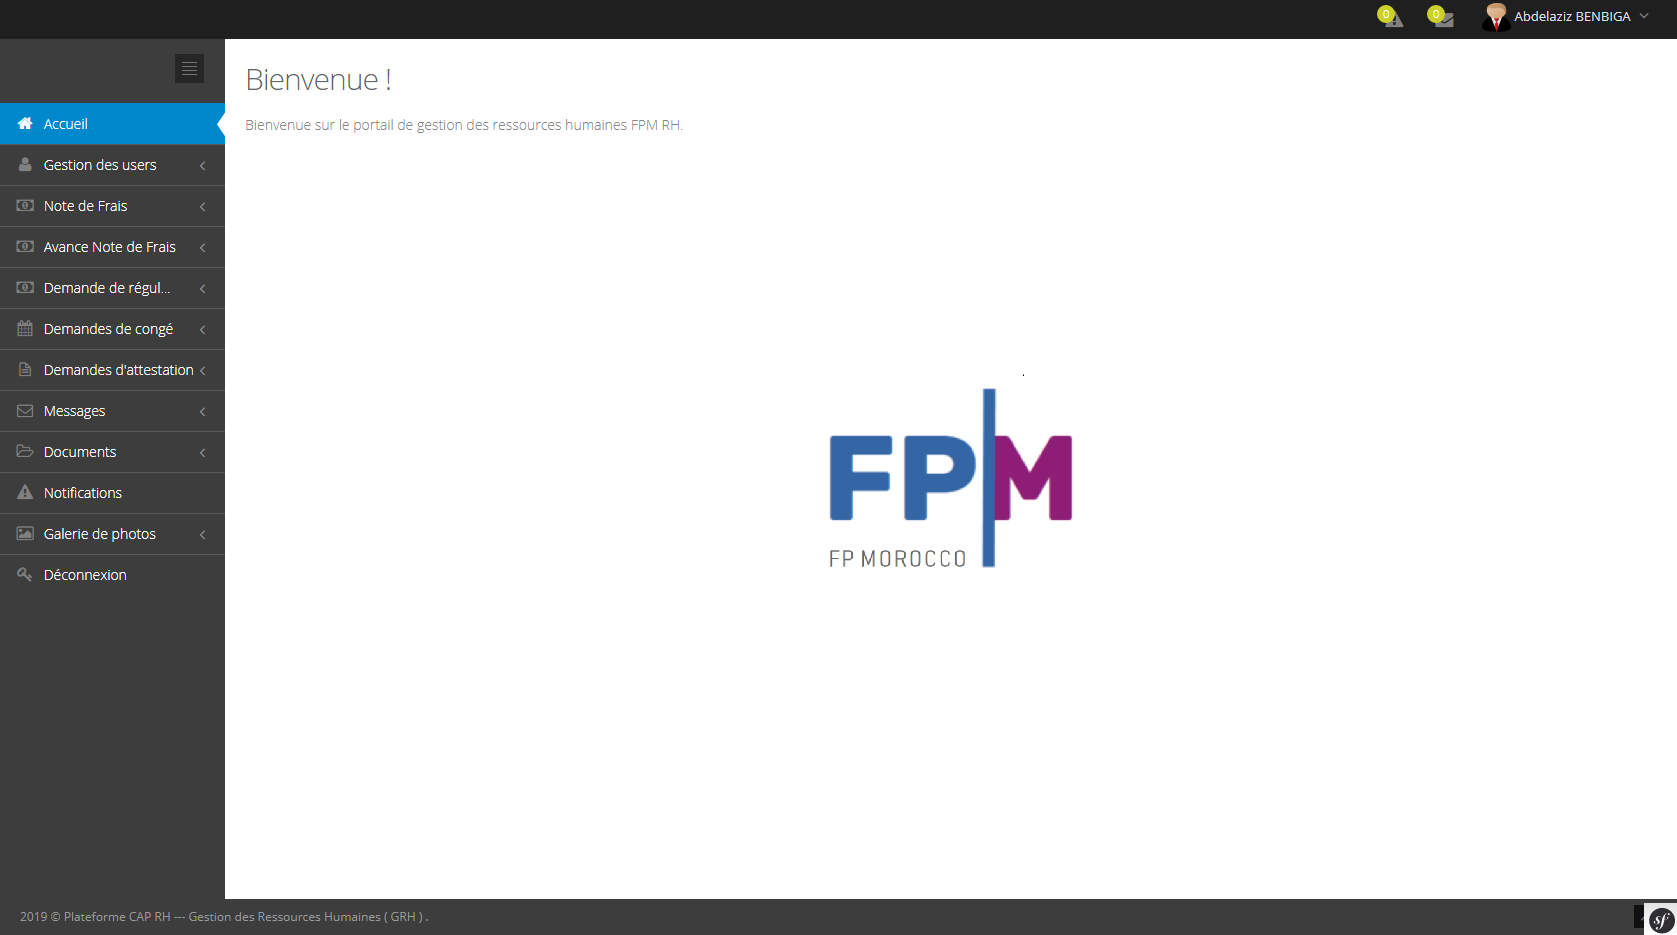 0
0
Abdelaziz BENBIGA
Bienvenue !
Bienvenue sur le portail de gestion des ressources humaines FPM RH.
Accueil
Gestion des users
Note de Frais
Avance Note de Frais
Demande de régul...
Demandes de congé
Demandes d'attestation
Messages
Documents
Notifications
Galerie de photos
Déconnexion
FPM
FP MOROCCO
2019 © Plateforme CAP RH --- Gestion des Ressources Humaines ( GRH ) .
sf